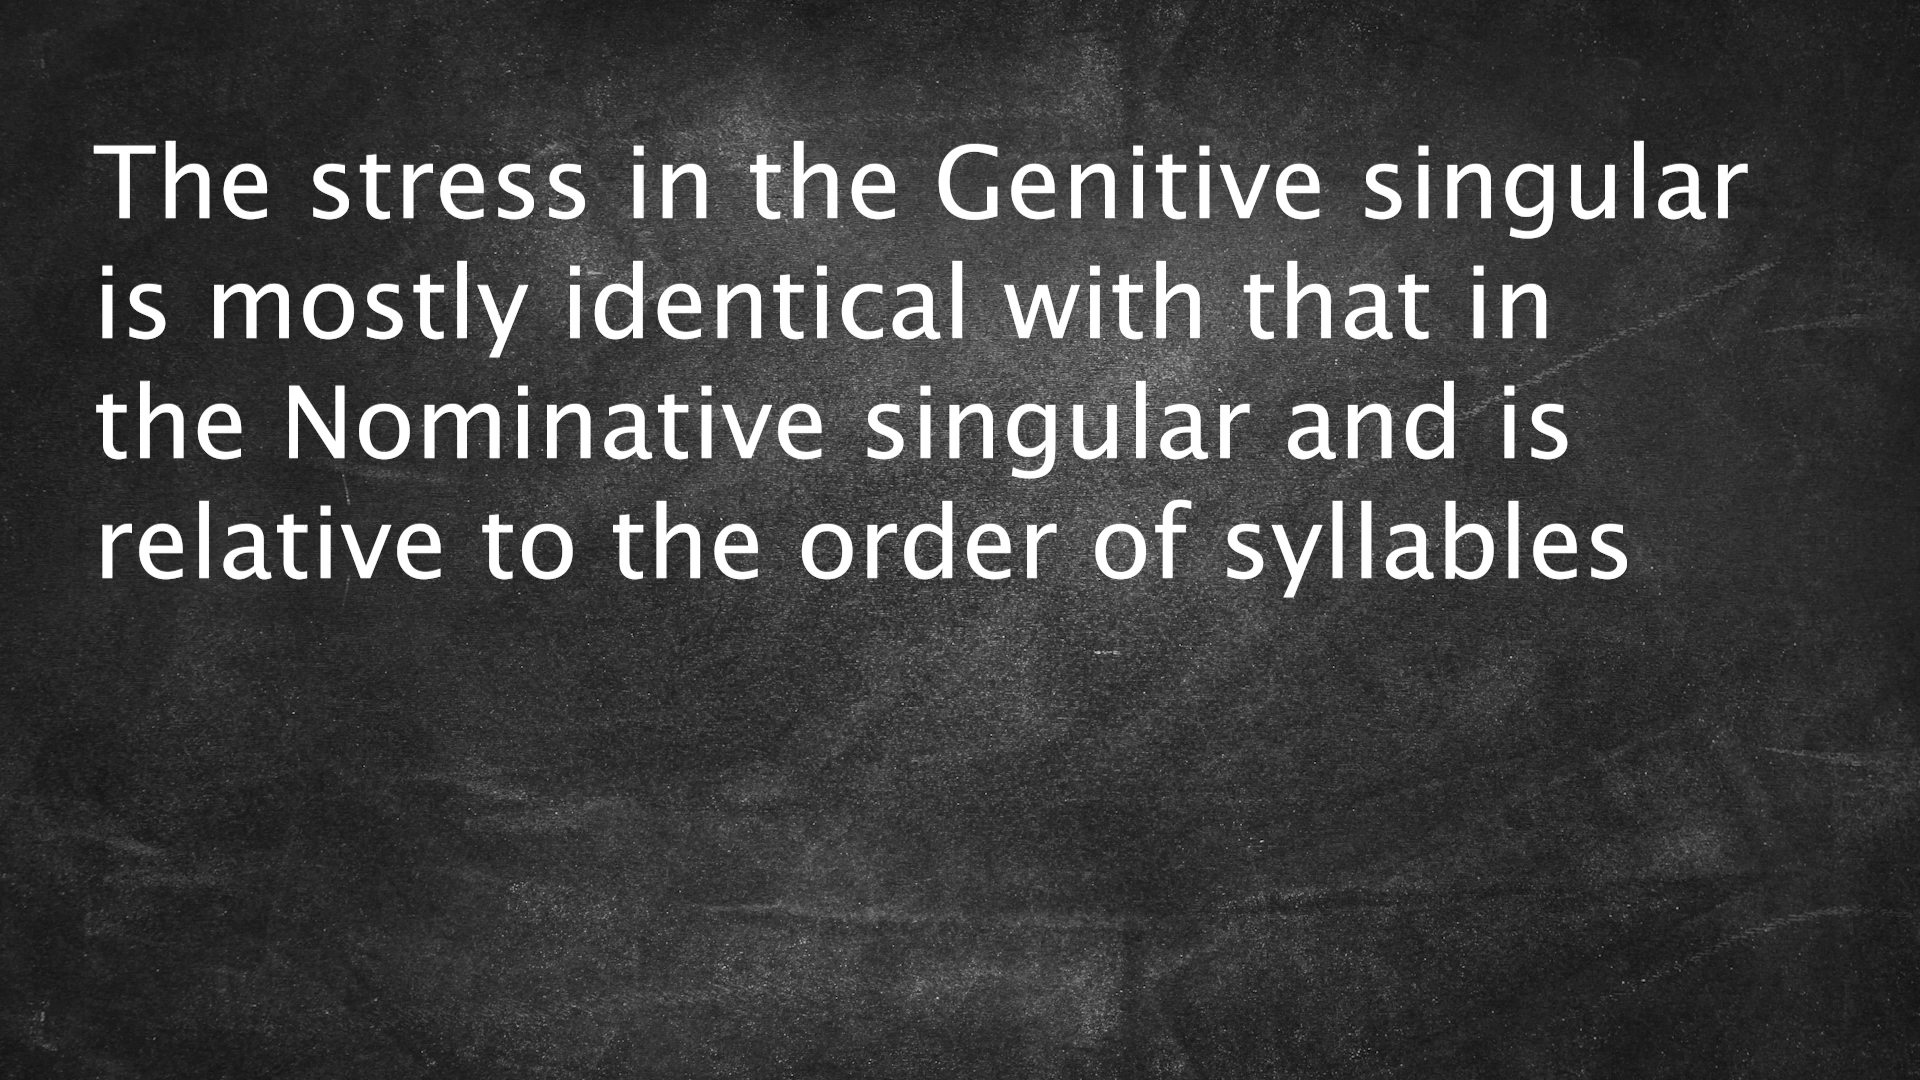 The stress in the Genitive singular
is mostly identical with that in
the Nominative singular and is
relative to the order of syllables